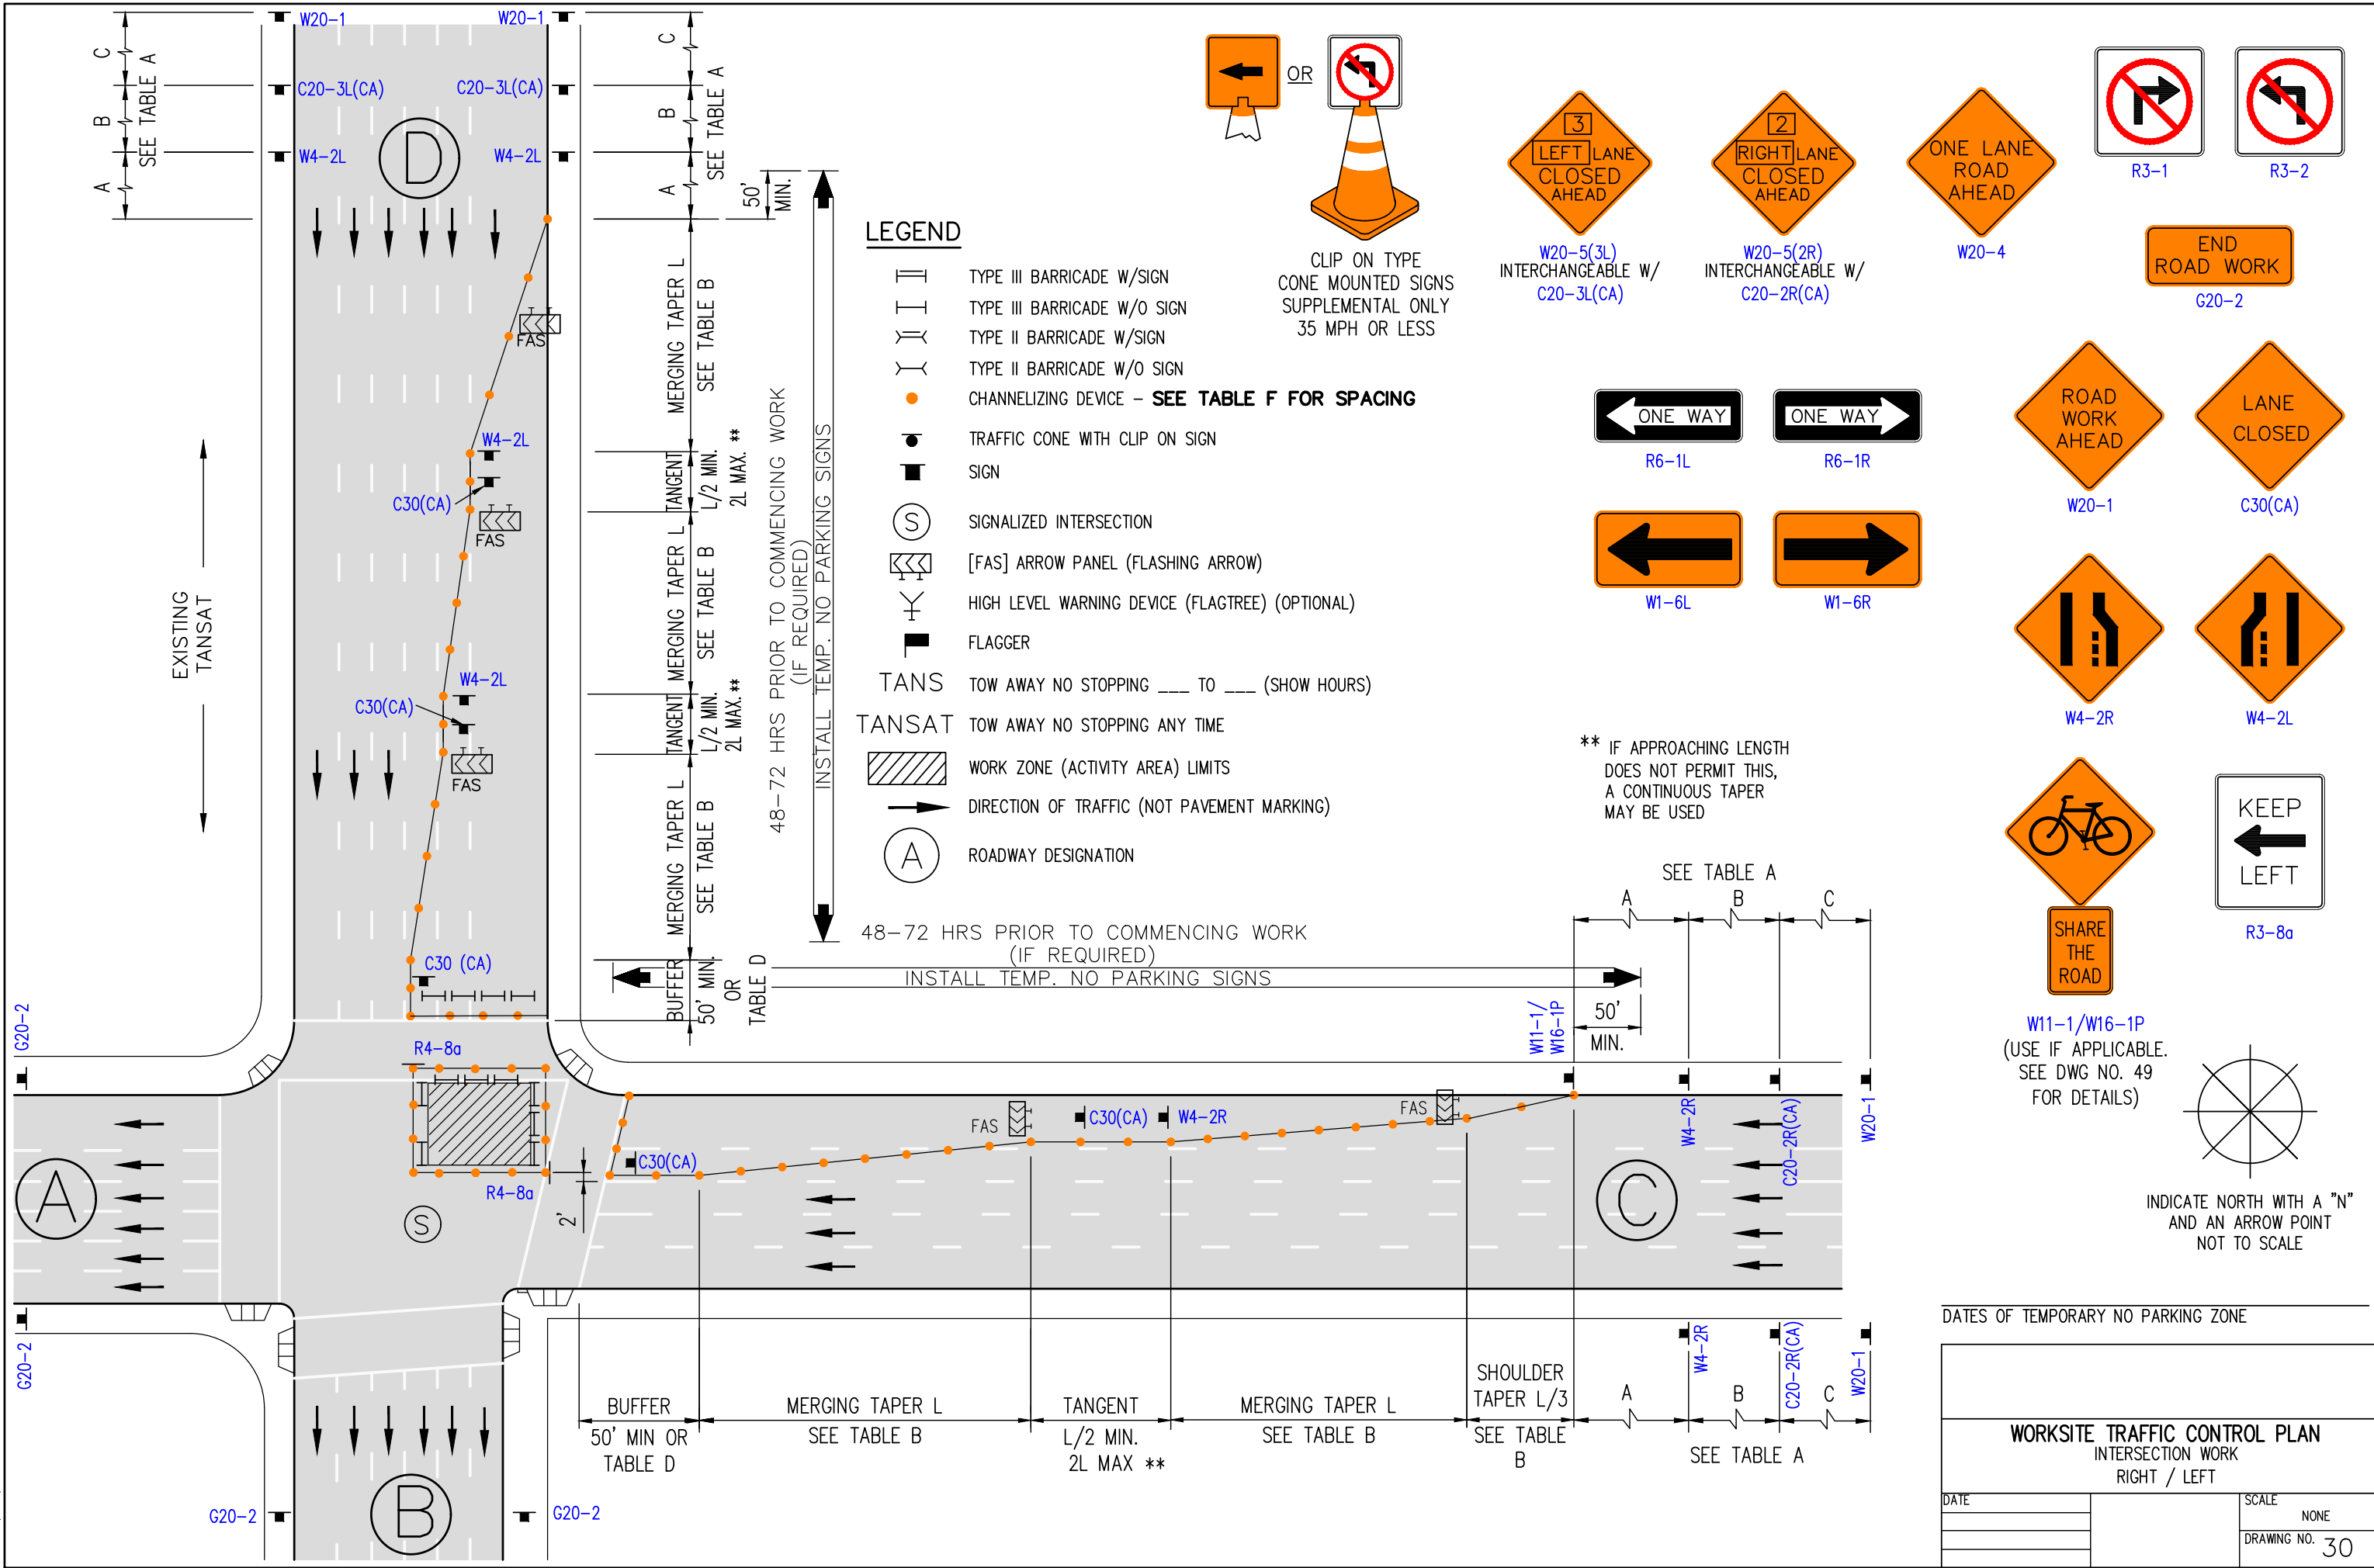 W20-1
W20-1
C
B
A
SEE TABLE A
C20-3L(CA)
C20-3L(CA)
W4-2L
W4-2L
D
C
B
A
SEE TABLE A
50'
MIN.
MERGING TAPER L
SEE TABLE B
FAS
W4-2L
C30(CA)
FAS
TANGENT
L/2 MIN.
2L MAX. **
MERGING TAPER L
SEE TABLE B
EXISTING
TANSAT
W4-2L
C30(CA)
FAS
TANGENT
L/2 MIN.
2L MAX.**
MERGING TAPER L
SEE TABLE B
C30 (CA)
BUFFER
50' MIN.
OR
TABLE D
48-72 HRS PRIOR TO COMMENCING WORK
(IF REQUIRED)
INSTALL TEMP. NO PARKING SIGNS
LEGEND
TYPE III BARRICADE W/SIGN
TYPE III BARRICADE W/O SIGN
TYPE II BARRICADE W/SIGN
TYPE II BARRICADE W/O SIGN
CHANNELIZING DEVICE - SEE TABLE F FOR SPACING
TRAFFIC CONE WITH CLIP ON SIGN
SIGN
S SIGNALIZED INTERSECTION
[FAS] ARROW PANEL (FLASHING ARROW)
HIGH LEVEL WARNING DEVICE (FLAGTREE) (OPTIONAL)
FLAGGER
TANS TOW AWAY NO STOPPING ___ TO ___ (SHOW HOURS)
TANSAT TOW AWAY NO STOPPING ANY TIME
WORK ZONE (ACTIVITY AREA) LIMITS
DIRECTION OF TRAFFIC (NOT PAVEMENT MARKING)
A ROADWAY DESIGNATION
48-72 HRS PRIOR TO COMMENCING WORK
(IF REQUIRED)
INSTALL TEMP. NO PARKING SIGNS
OR
CLIP ON TYPE
CONE MOUNTED SIGNS
SUPPLEMENTAL ONLY
35 MPH OR LESS
3
LEFT LANE
CLOSED
AHEAD
W20-5(3L)
INTERCHANGEABLE W/
C20-3L(CA)
2
RIGHT LANE
CLOSED
AHEAD
W20-5(2R)
INTERCHANGEABLE W/
C20-2R(CA)
ONE LANE
ROAD
AHEAD
W20-4
R3-1
R3-2
END
ROAD WORK
G20-2
ONE WAY
R6-1L
ONE WAY
R6-1R
ROAD
WORK
AHEAD
W20-1
LANE
CLOSED
C30(CA)
W1-6L
W1-6R
W4-2R
W4-2L
** IF APPROACHING LENGTH
DOES NOT PERMIT THIS,
A CONTINUOUS TAPER
MAY BE USED
SHARE
THE
ROAD
W11-1/W16-1P
(USE IF APPLICABLE.
SEE DWG NO. 49
FOR DETAILS)
KEEP
LEFT
R3-8a
SEE TABLE A
A
B
C
50'
MIN.
W11-1/
W16-1P
W4-2R
C20-2R(CA)
W20-1
G20-2
R4-8a
R4-8a
A
S
2'
C30(CA)
FAS
C30(CA)
W4-2R
FAS
C
G20-2
INDICATE NORTH WITH A "N"
AND AN ARROW POINT
NOT TO SCALE
W4-2R
C20-2R(CA)
W20-1
BUFFER
50' MIN OR
TABLE D
MERGING TAPER L
SEE TABLE B
TANGENT
L/2 MIN.
2L MAX **
MERGING TAPER L
SEE TABLE B
SHOULDER
TAPER L/3
SEE TABLE
B
A
B
C
SEE TABLE A
G20-2
B
G20-2
DATES OF TEMPORARY NO PARKING ZONE
WORKSITE TRAFFIC CONTROL PLAN
INTERSECTION WORK
RIGHT / LEFT
DATE
SCALE
NONE
DRAWING NO. 30